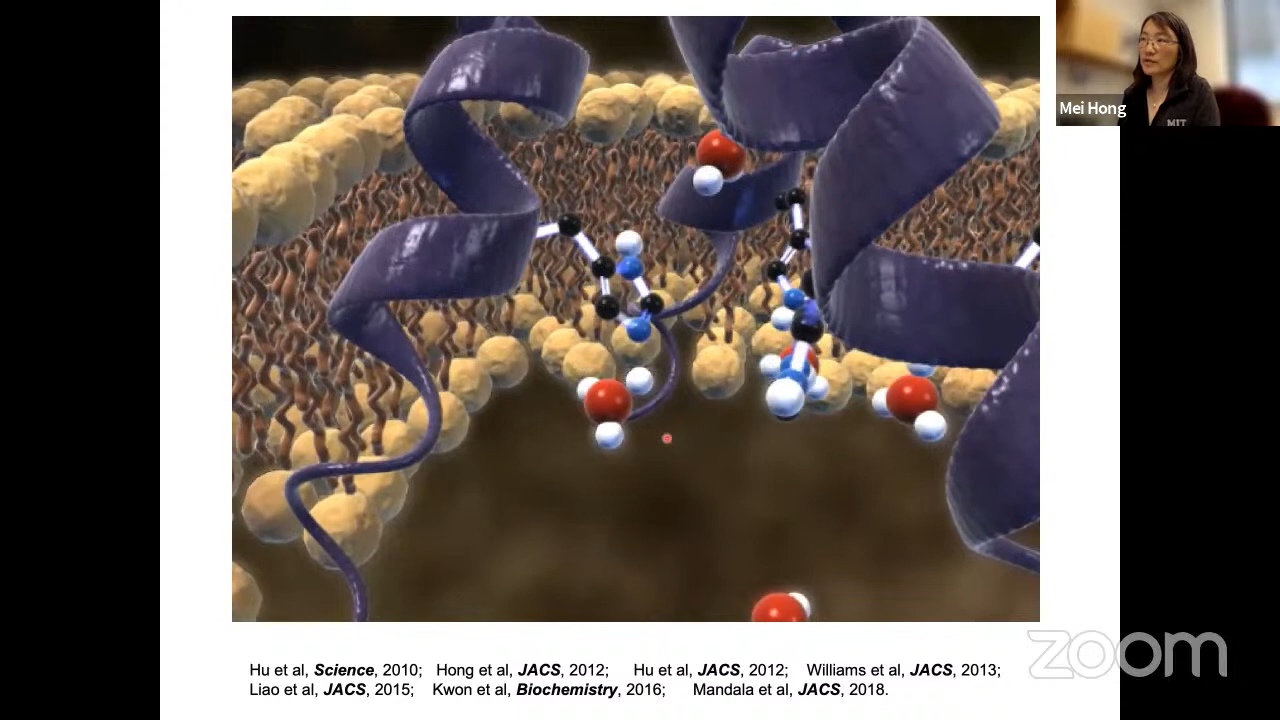 Mei Hong
MIT
Hu et al, Science, 2010; Hong et al, JACS, 2012; Hu et al, JACS, 2012; Williams et al, JACS, 2013;
Liao et al, JACS, 2015; Kwon et al, Biochemistry, 2016; Mandala et al, JACS, 2018.
zoom